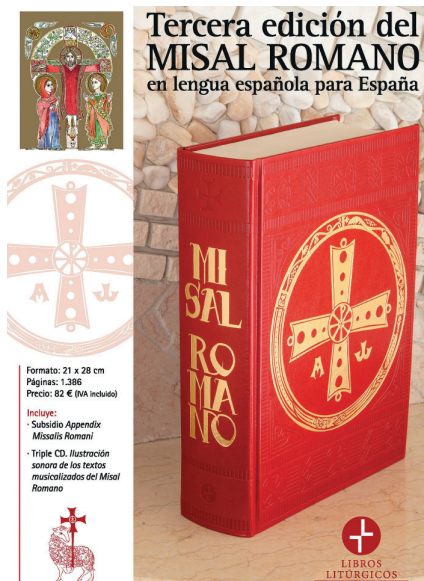 Tercera edición del
MISAL ROMANO
en lengua española para España
MI
SAL
RO
MA
NO
Formato: 21 x 28 cm
Páginas: 1.386
Precio: 82 € (IVA incluido)
Incluye:
· Subsidio Appendix
Missalis Romani
· Triple CD. Ilustración
sonora de los textos
musicalizados del Misal
Romano
LIBROS
LITÚRGICOS